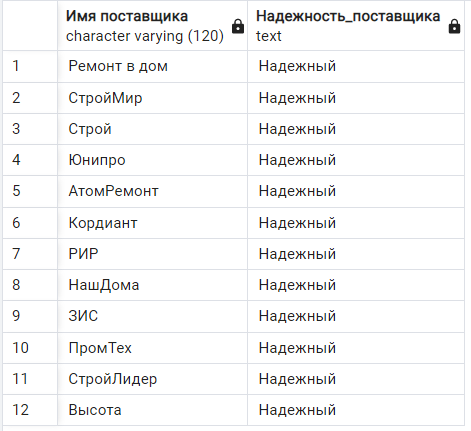 Имя поставщика Надежность_поставщика
character varying (120) text
1 Ремонт в дом Надежный
2 СтройМир Надежный
3 Строй Надежный
4 Юнипро Надежный
5 АтомРемонт Надежный
6 Кордиант Надежный
7 РИР Надежный
8 НашДома Надежный
9 ЗИС Надежный
10 ПромТех Надежный
11 СтройЛидер Надежный
12 Высота Надежный